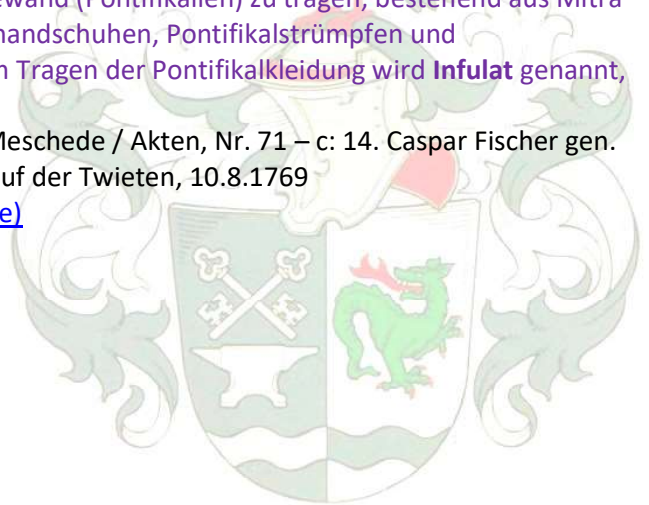 ewand (Pontifikalien) zu tragen, bestehend aus Mitra
handschuhen, Pontifikalstrümpfen und
Tragen der Pontifikalkleidung wird Infulat genannt,
Meschede / Akten, Nr. 71 – c: 14. Caspar Fischer gen.
uf der Twieten, 10.8.1769
e)